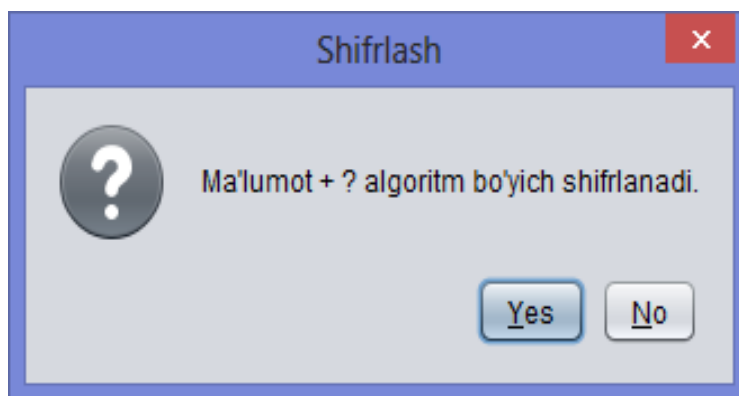 Shifrlash
Ma'lumot + ? algoritm bo'yich shifrlanadi.
Yes No